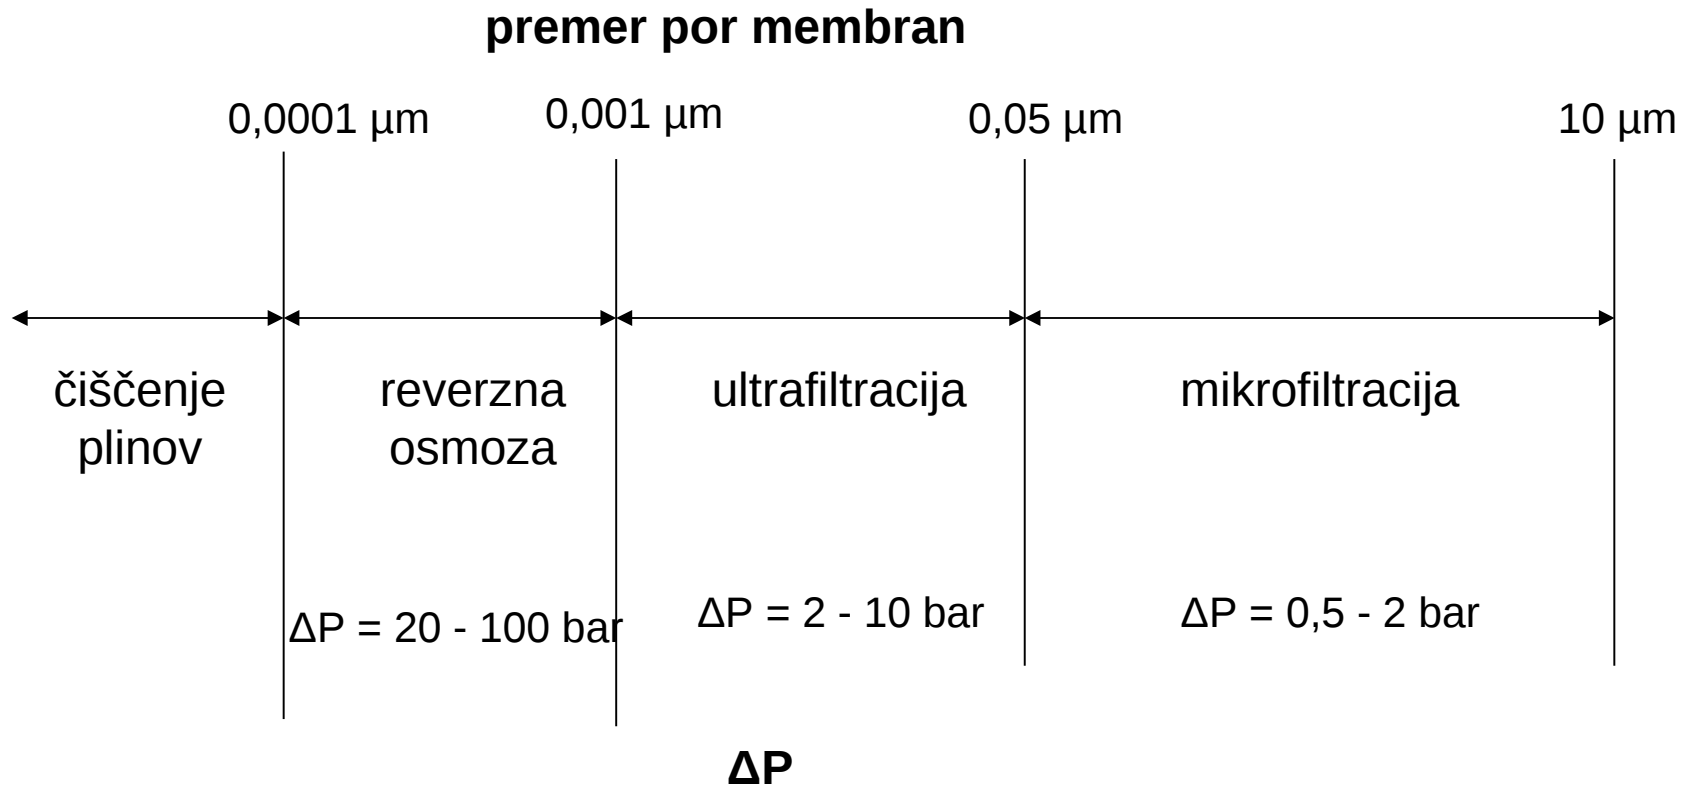 premer por membran
0,0001 µm
0,001 µm
0,05 µm
10 µm
čiščenje
plinov
reverzna
osmoza
ultrafiltracija
mikrofiltracija
ΔP = 20 - 100 bar
ΔP = 2 - 10 bar
ΔP = 0,5 - 2 bar
ΔP